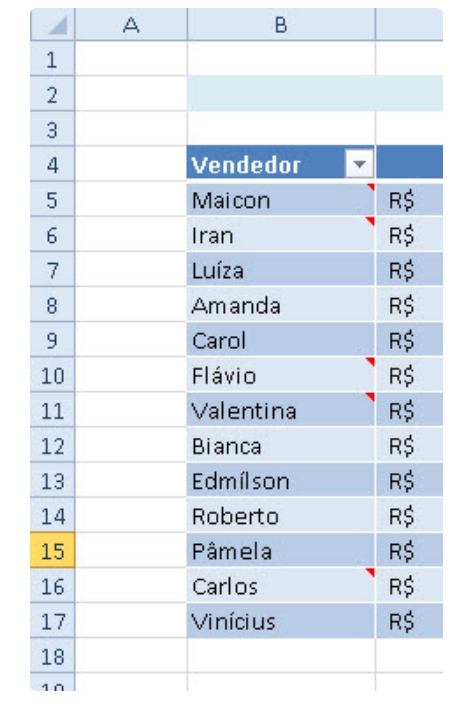 A B
1
2
3
4 Vendedor
5 Maicon R$
6 Iran R$
7 Luíza R$
8 Amanda R$
9 Carol R$
10 Flávio R$
11 Valentina R$
12 Bianca R$
13 Edmílson R$
14 Roberto R$
15 Pâmela R$
16 Carlos R$
17 Vinícius R$
18